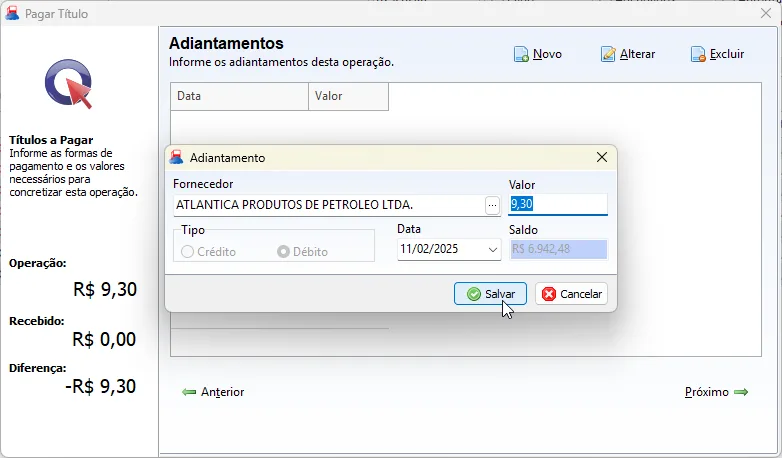 Pagar Título
Adiantamentos
Informe os adiantamentos desta operação.
Novo
Alterar
Excluir
Data
Valor
Títulos a Pagar
Informe as formas de
pagamento e os valores
necessários para
concretizar esta operação.
Operação:
R$ 9,30
Recebido:
R$ 0,00
Diferença:
-R$ 9,30
Adiantamento
Fornecedor
Valor
ATLANTICA PRODUTOS DE PETROLEO LTDA.
...
9,30
Tipo
Data
Saldo
Crédito
Débito
11/02/2025
R$ 6.942,48
Salvar
Cancelar
Anterior
Próximo